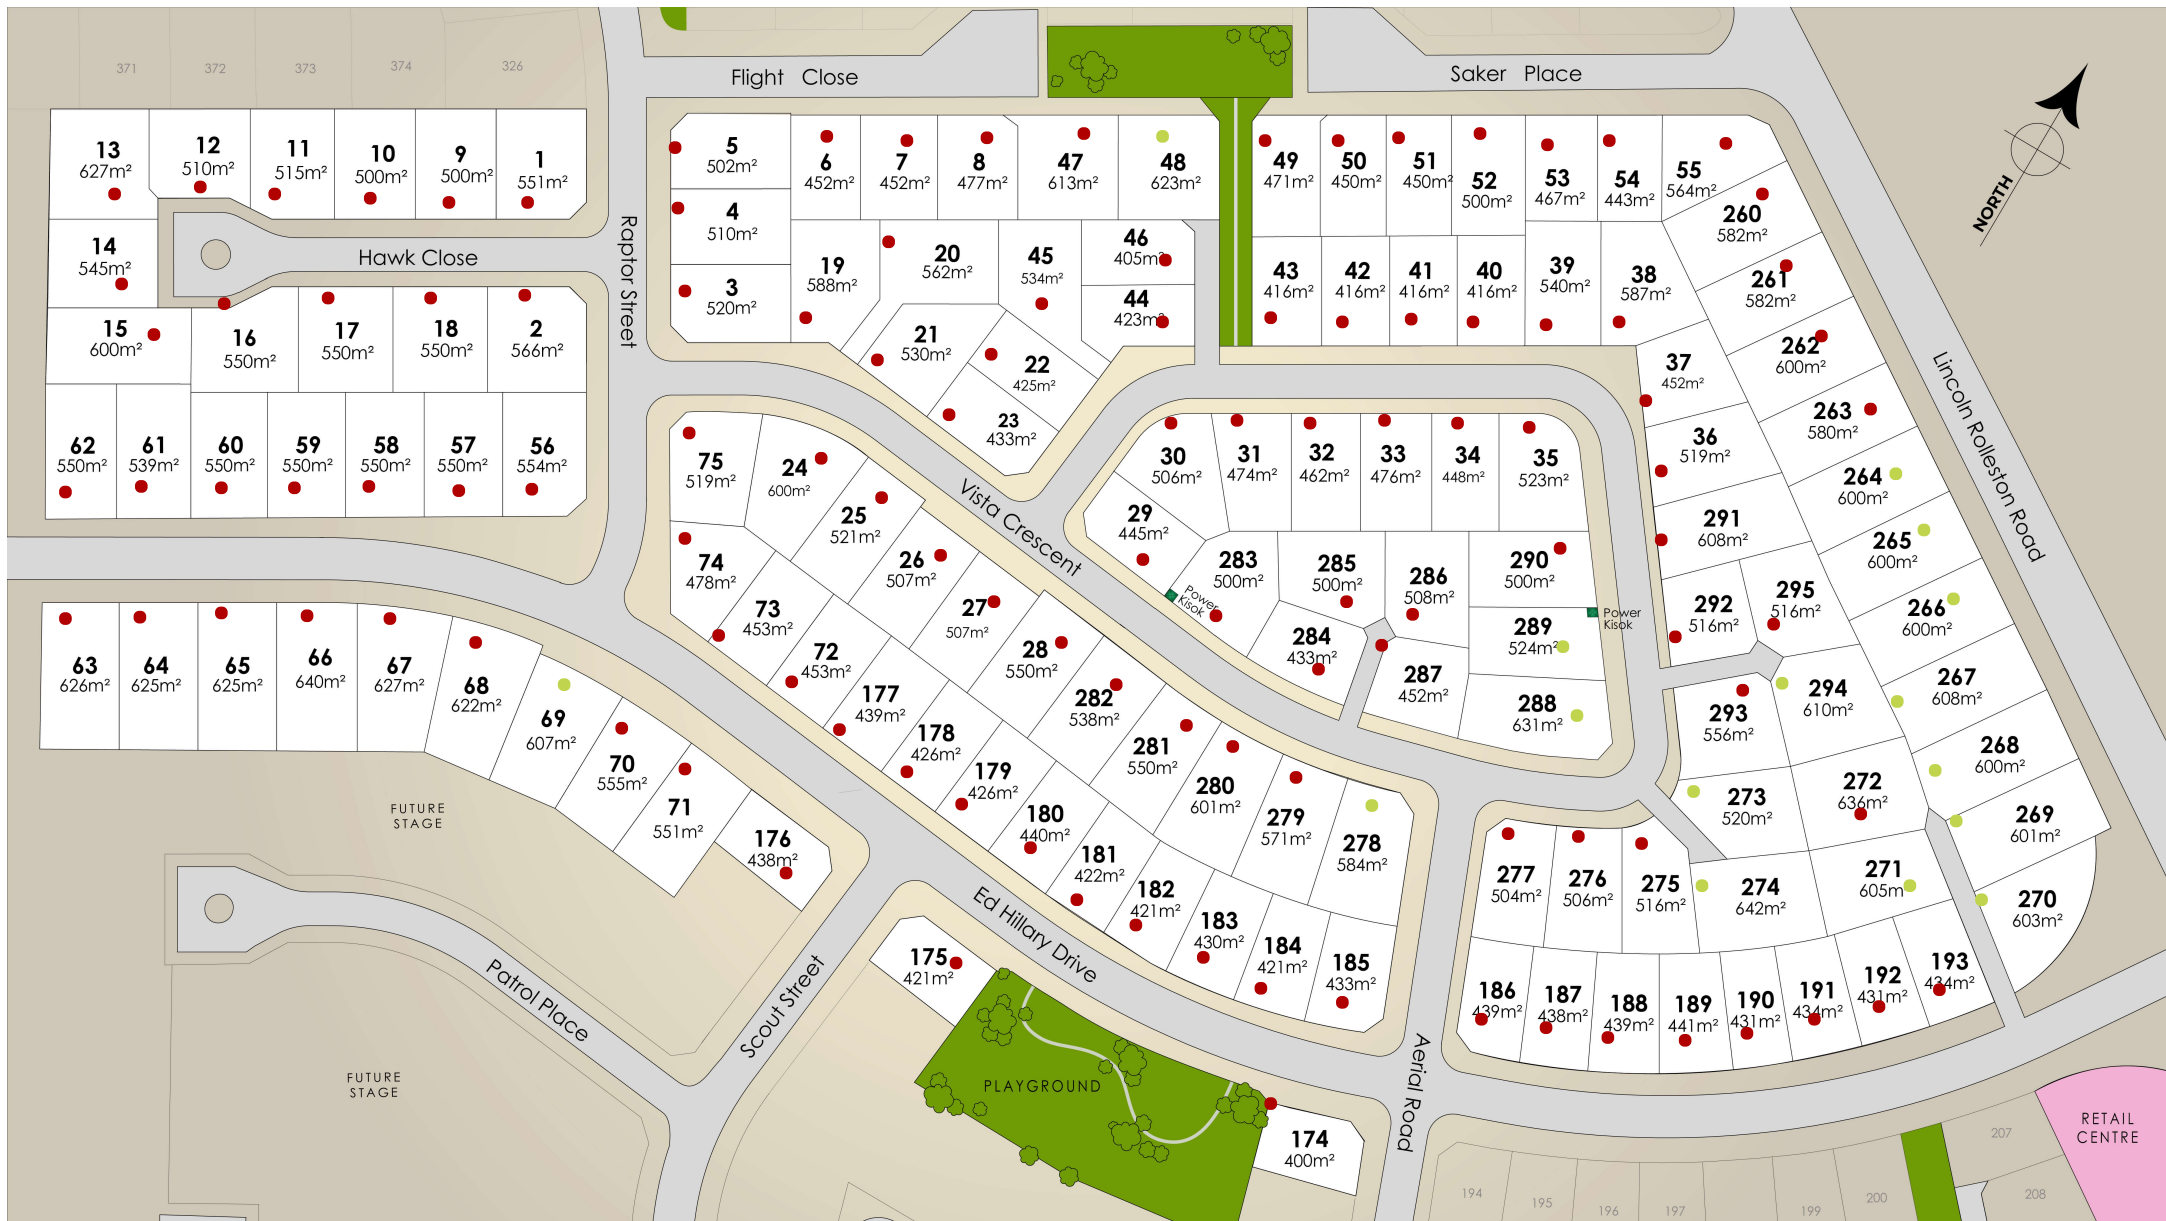 371
372
373
374
326
Flight Close
Saker Place
13
627m²
12
510m²
11
515m²
10
500m²
9
500m²
1
551m²
5
502m²
6
452m²
7
452m²
8
477m²
47
613m²
48
623m²
49
471m²
50
450m²
51
450m²
52
500m²
53
467m²
54
443m²
55
564m²
NORTH
14
545m²
Hawk Close
Raptor Street
4
510m²
3
520m²
19
588m²
20
562m²
45
534m²
46
405m²
44
423m²
43
416m²
42
416m²
41
416m²
40
416m²
39
540m²
38
587m²
260
582m²
261
582m²
262
600m²
263
580m²
264
600m²
265
600m²
266
600m²
267
608m²
268
600m²
269
601m²
270
603m²
Lincoln Rolleston Road
15
600m²
16
550m²
17
550m²
18
550m²
2
566m²
21
530m²
22
425m²
23
433m²
37
452m²
36
519m²
62
550m²
61
539m²
60
550m²
59
550m²
58
550m²
57
550m²
56
554m²
75
519m²
24
600m²
25
521m²
26
507m²
27
507m²
28
550m²
Vista Crescent
30
506m²
31
474m²
32
462m²
33
476m²
34
448m²
35
523m²
29
445m²
283
500m²
285
500m²
286
508m²
290
500m²
Power
Kisok
Power
Kisok
284
433m²
287
452m²
289
524m²
288
631m²
291
608m²
292
516m²
295
516m²
293
556m²
294
610m²
74
478m²
73
453m²
72
453m²
177
439m²
178
426m²
179
426m²
180
440m²
181
422m²
182
421m²
183
430m²
184
421m²
185
433m²
282
538m²
281
550m²
280
601m²
279
571m²
278
584m²
63
626m²
64
625m²
65
625m²
66
640m²
67
627m²
68
622m²
69
607m²
70
555m²
71
551m²
176
438m²
FUTURE
STAGE
273
520m²
272
636m²
277
504m²
276
506m²
275
516m²
274
642m²
271
605m²
186
439m²
187
438m²
188
439m²
189
441m²
190
431m²
191
434m²
192
431m²
193
434m²
Ed Hillary Drive
175
421m²
Patrol Place
Scout Street
FUTURE
STAGE
PLAYGROUND
Aerial Road
174
400m²
RETAIL
CENTRE
194
195
196
197
199
200
207
208